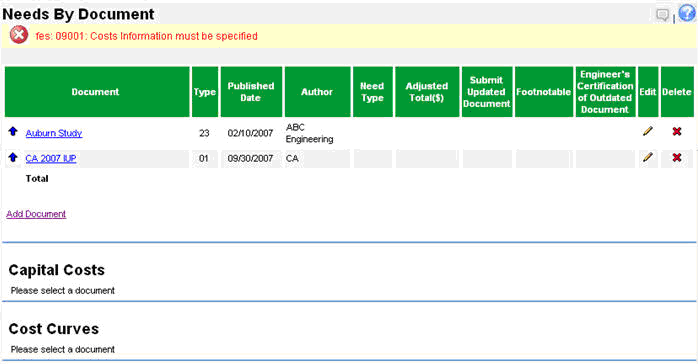 Needs By Document
fes: 09001: Costs Information must be specified
Document Type Published Date Author Need Type Adjusted Total($) Submit Updated Document Footnotable Engineer's Certification of Outdated Document Edit Delete
Auburn Study 23 02/10/2007 ABC Engineering
CA 2007 IUP 01 09/30/2007 CA
Total
Add Document
Capital Costs
Please select a document
Cost Curves
Please select a document